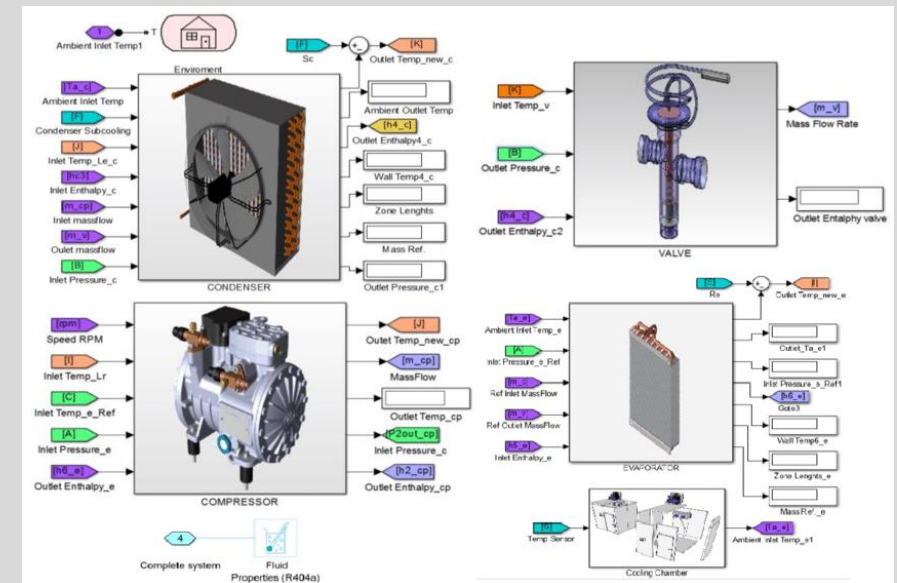 1
T
Ambient Inlet Temp1
Enviroment
[F]
Sc
[K]
Outlet Temp_new_c
[Ta_c]
Ambient Inlet Temp
[F]
Condenser Subcooling
[J]
Inlet Temp_Le_c
[hc3]
Inlet Enthalpy_c
[m_cp]
Inlet massflow
[m_v]
Oulet massflow
[B]
Inlet Pressure_c
CONDENSER
Ambient Outlet Temp
[h4_c]
Outlet Enthalpy4_c
Wall Temp4_c
Zone Lenghts
Mass Ref.
Outlet Pressure_c1
[K]
Inlet Temp_v
[B]
Outlet Pressure_c
[h4_c]
Outlet Enthalpy_c2
VALVE
[m_v]
Mass Flow Rate
Outlet Entalphy valve
[rpm]
Speed RPM
[I]
Inlet Temp_Lr
[C]
Inlet Temp_e_Ref
[A]
Inlet Pressure_e
[h6_e]
Outlet Enthalpy_e
COMPRESSOR
[J]
Outet Temp_new_cp
[m_cp]
MassFlow
Outlet Temp_cp
[P2out_cp]
Inlet Pressure_c
[h2_cp]
Outlet Enthalpy_cp
Outlet Temp_new_e
[Ta_e]
Ambient Inlet Temp_e
[A]
Inlet Pressure_e_Ref
Ref Inlet MassFlow
[m_v]
Ref Outet MassFlow
[h5_e]
Inlet Enthalpy_e
EVAPORATOR
Outlet_Ta_e1
Inlet Pressure_e_Ref1
[h6_e]
Goto3
Wall Temp6_e
Zone Lenghts_e
Mass Ref._e
4
Complete system
Fluid
Properties (R404a)
Temp Sensor
Cooling Chamber
[Ta_e]
Ambient Inlet Temp_e1